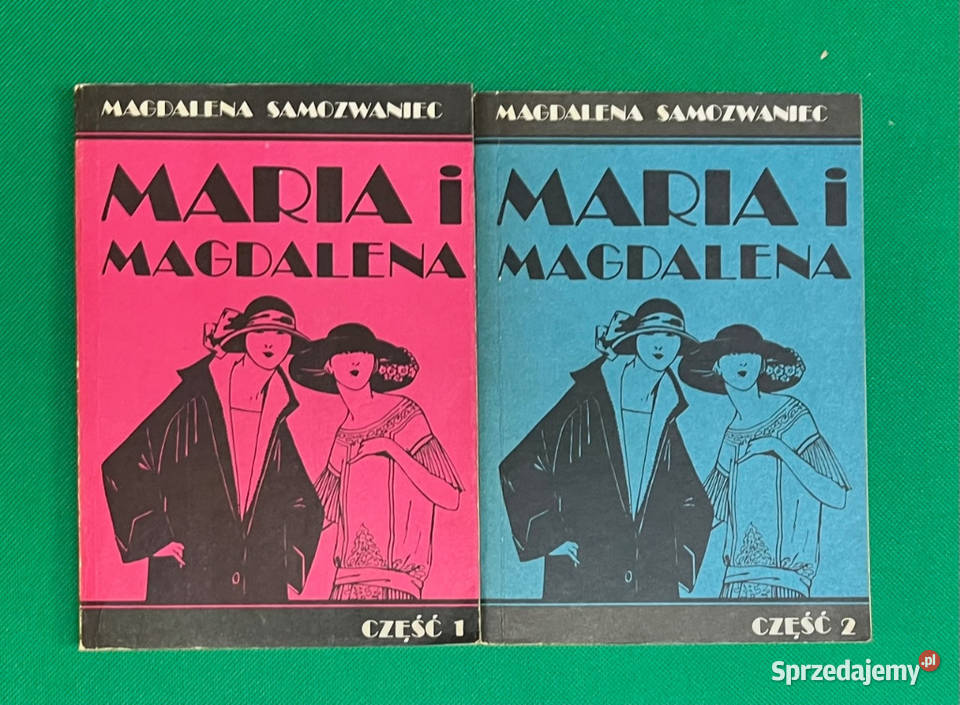 MAGDALENA SAMOZWANIEC
MARIA i
MAGDALENA
CZĘŚĆ 1
MAGDALENA SAMOZWANIEC
MARIA i
MAGDALENA
CZĘŚĆ 2
Sprzedajemy.pl